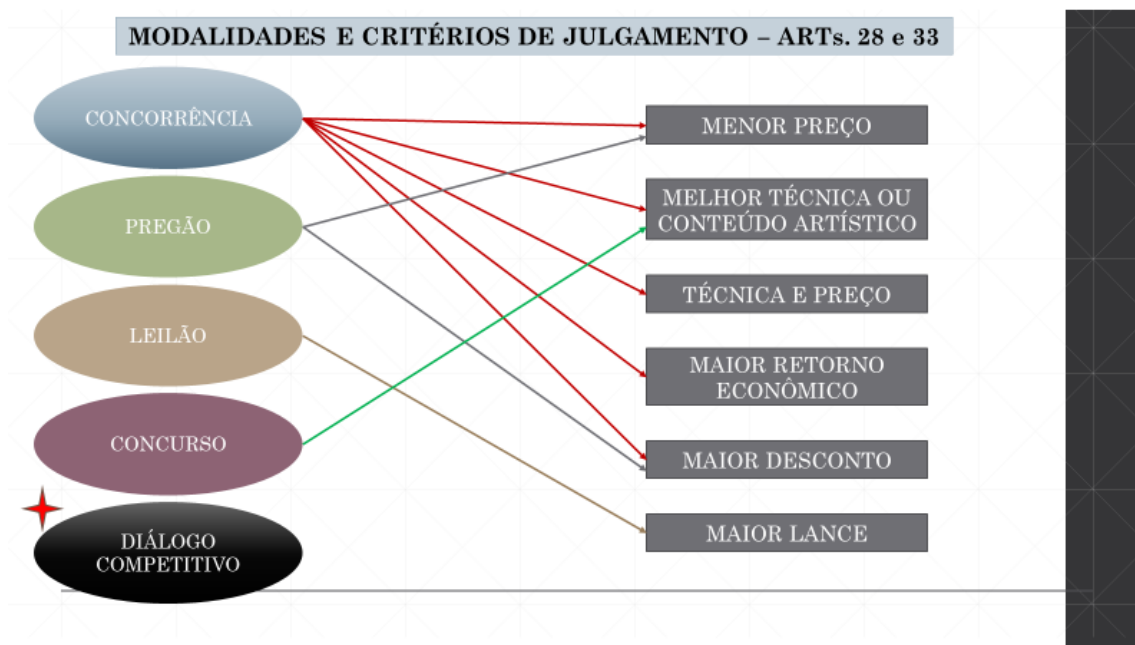 MODALIDADES E CRITÉRIOS DE JULGAMENTO – ARTs. 28 e 33
CONCORRÊNCIA
PREGÃO
LEILÃO
CONCURSO
DIÁLOGO
COMPETITIVO
MENOR PREÇO
MELHOR TÉCNICA OU
CONTEÚDO ARTÍSTICO
TÉCNICA E PREÇO
MAIOR RETORNO
ECONÔMICO
MAIOR DESCONTO
MAIOR LANCE